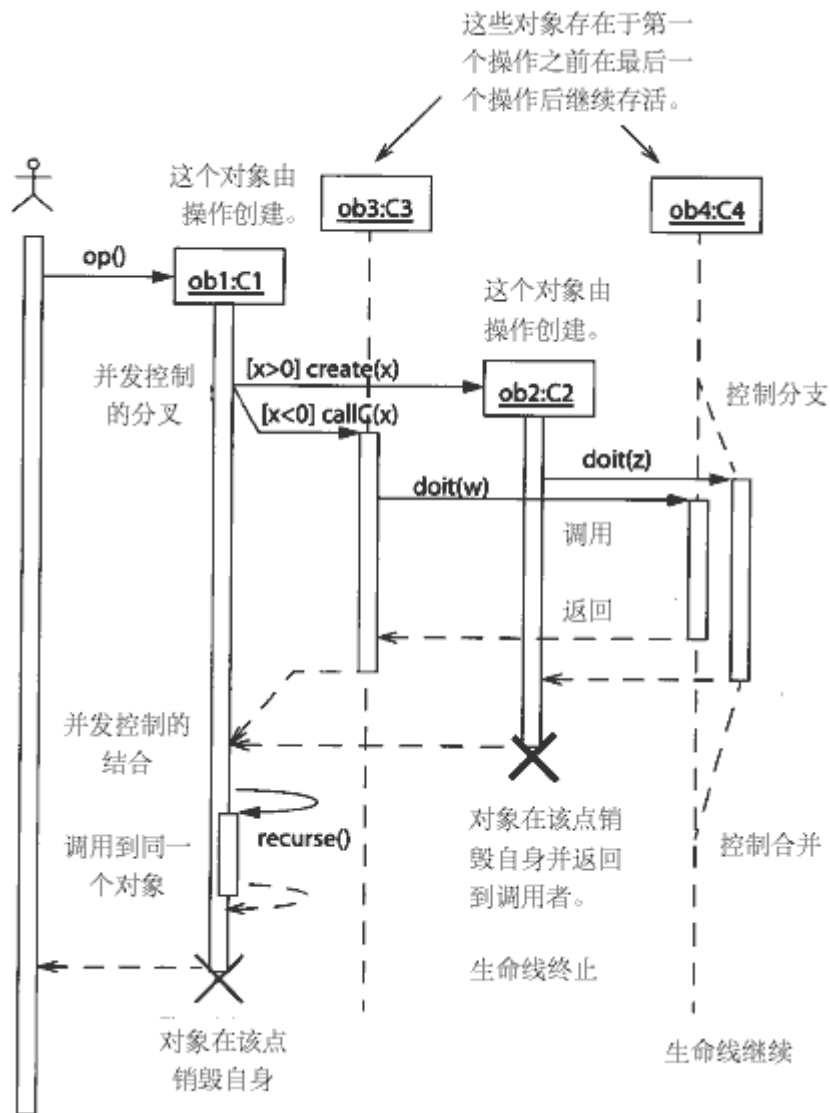 这些对象存在于第一
个操作之前在最后一
个操作后继续存活。
这个对象由
操作创建。
ob3:C3
ob4:C4
op()
ob1:C1
这个对象由
操作创建。
并发控制
的分叉
[x>0] create(x)
ob2:C2
控制分支
[x<0] callC(x)
doit(z)
doit(w)
调用
返回
并发控制的
结合
调用到同一
个对象
recurse()
对象在该点销
毁自身并返回
到调用者。
控制合并
生命线终止
对象在该点
销毁自身
生命线继续